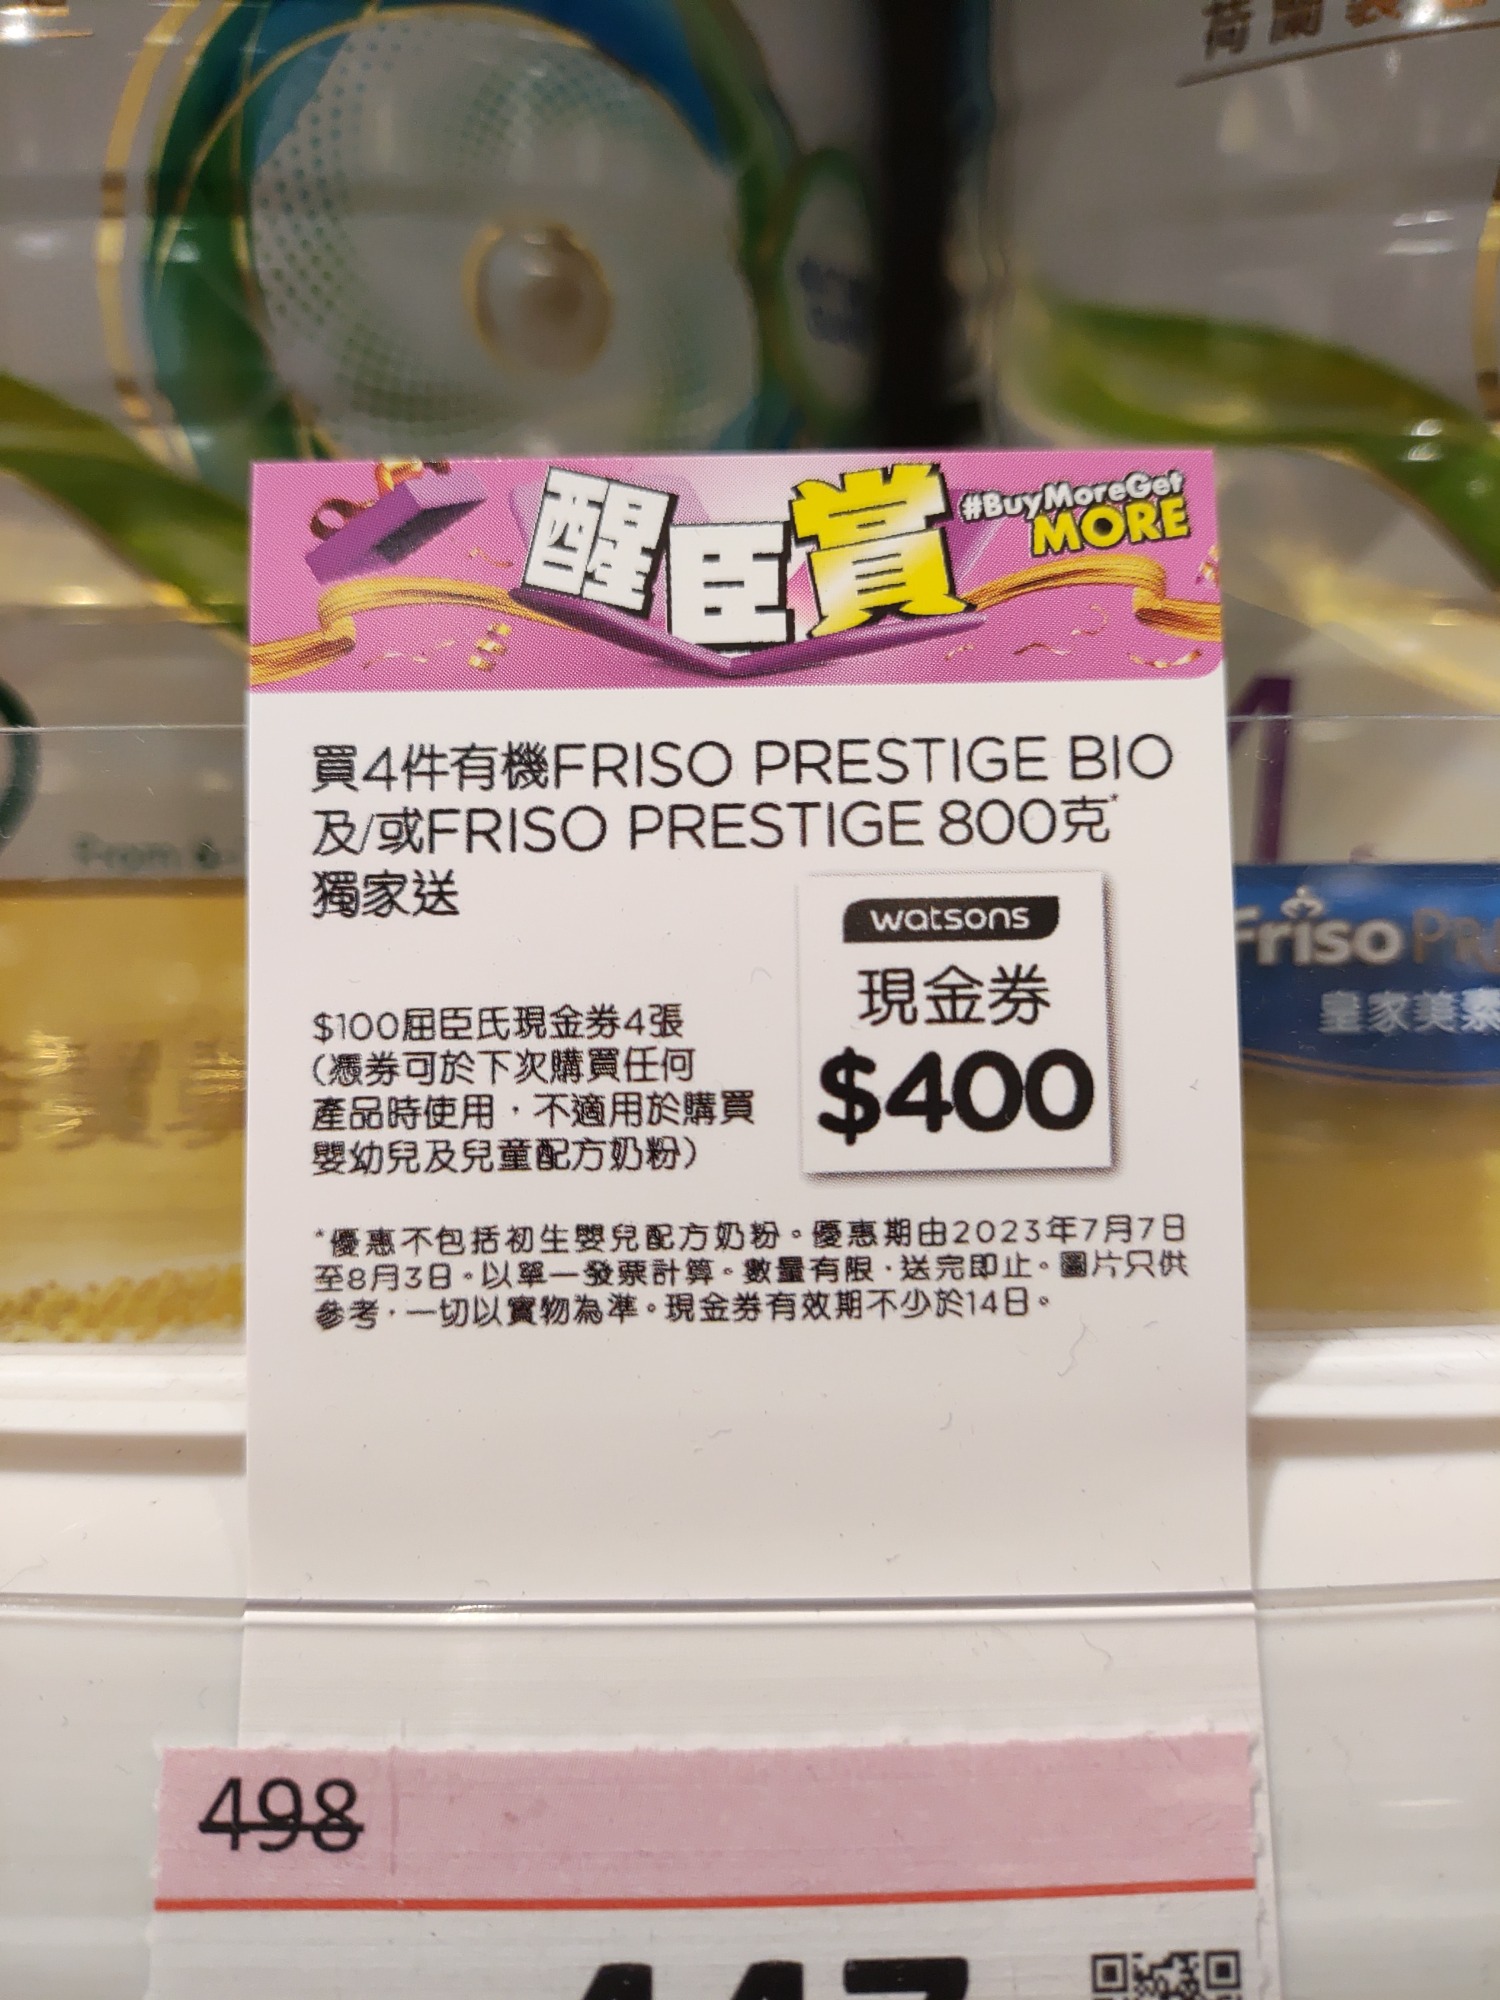 荷蘭
醒臣賞
#BuyMoreGet
MORE
買4件有機FRISO PRESTIGE BIO
及/或FRISO PRESTIGE 800克*
獨家送
From 6-
watsons
現金券
$400
Friso PR
皇家美素
$100屈臣氏現金券4張
(憑券可於下次購買任何
產品時使用，不適用於購買
嬰幼兒及兒童配方奶粉)
*優惠不包括初生嬰兒配方奶粉。優惠期由2023年7月7日
至8月3日。以單一發票計算。數量有限，送完即止。圖片只供
參考，一切以實物為準。現金券有效期不少於14日。
498
447